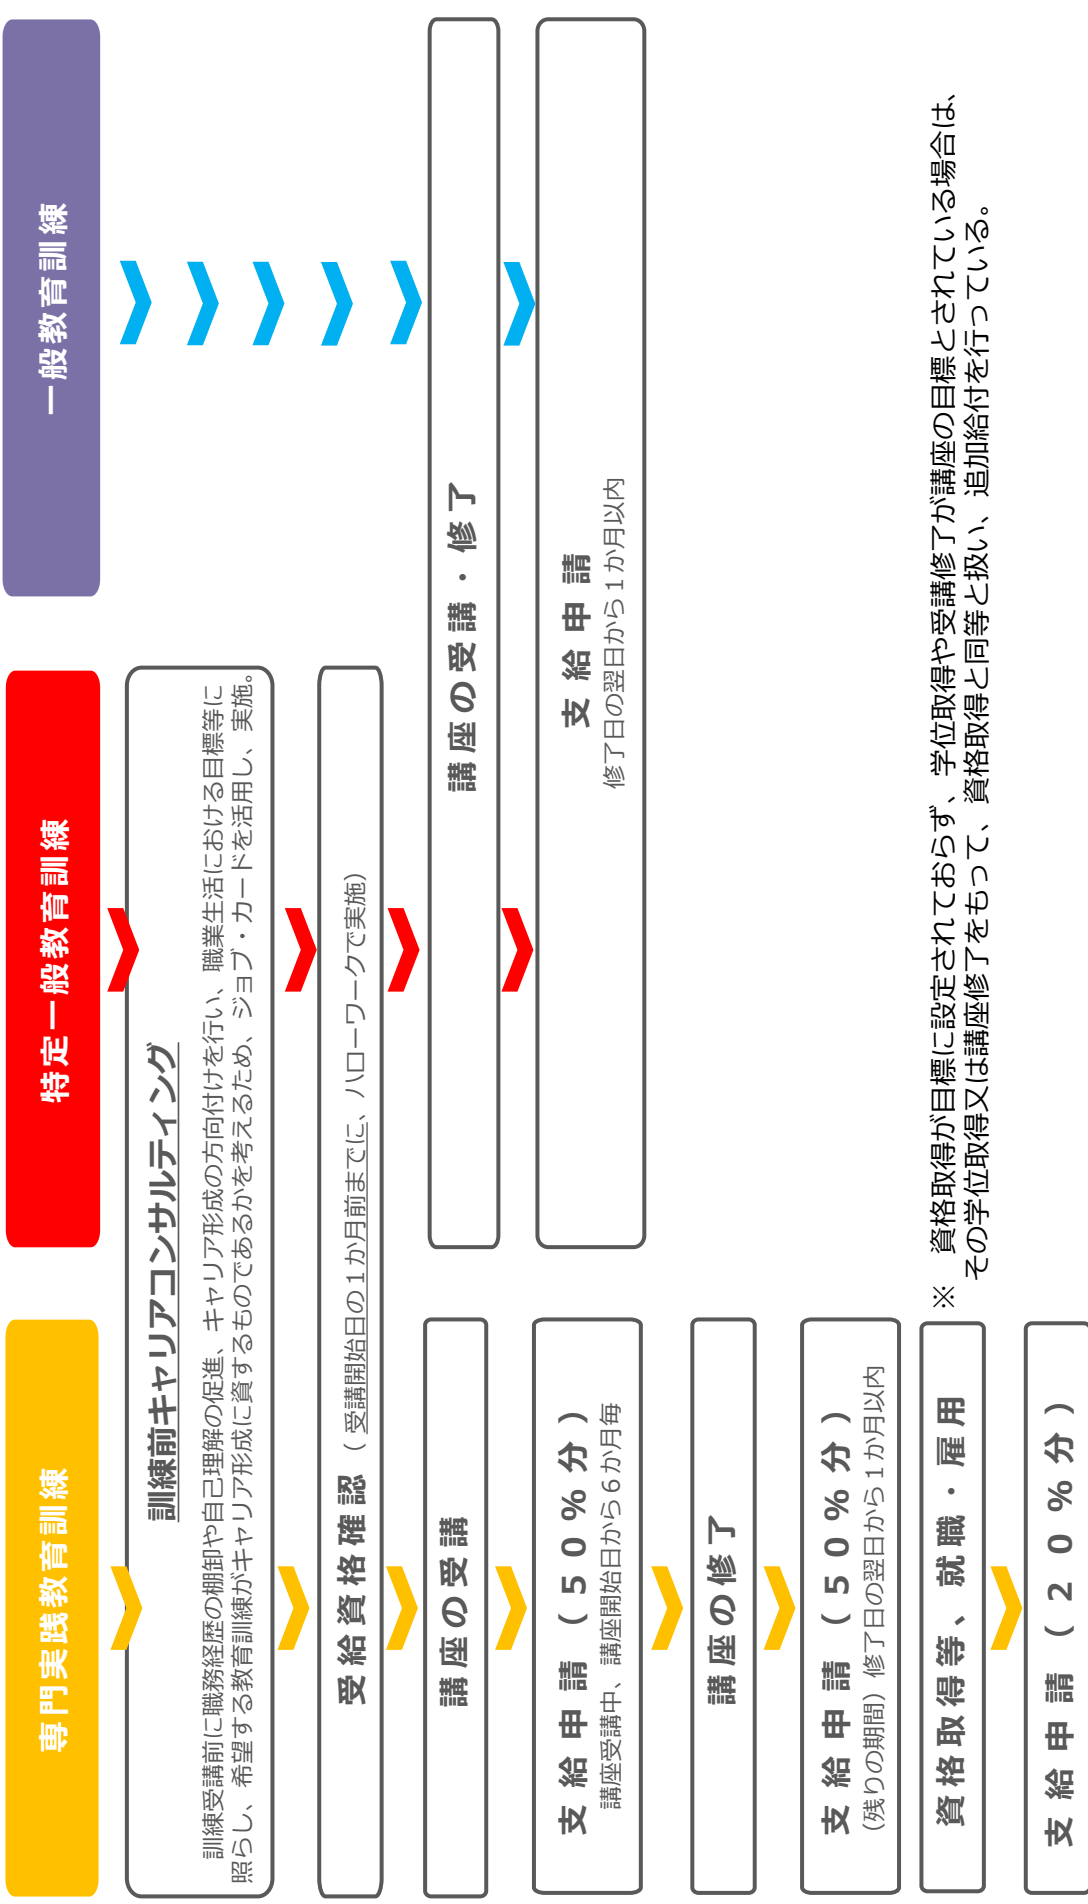 専門実践教育訓練
特定一般教育訓練
一般教育訓練
訓練前キャリアコンサルティング
訓練受講前に職務経歴の棚卸や自己理解の促進、キャリア形成の方向付けを行い、職業生活における目標等に
照らし、希望する教育訓練がキャリア形成に資するものであるかを考えるため、ジョブ・カードを活用し、実施。
受給資格確認（受講開始日の1か月前までに、ハローワークで実施）
講座の受講
講座の受講・修了
支給申請（50％分）
講座受講中、講座開始日から6か月毎
支給申請
修了日の翌日から1か月以内
講座の修了
支給申請（50％分）
（残りの期間）修了日の翌日から1か月以内
資格取得等、就職・雇用
支給申請（20％分）
※ 資格取得が目標に設定されておらず、学位取得や受講修了が講座の目標とされている場合は、
その学位取得又は講座修了をもって、資格取得と同等と扱い、追加給付を行っている。